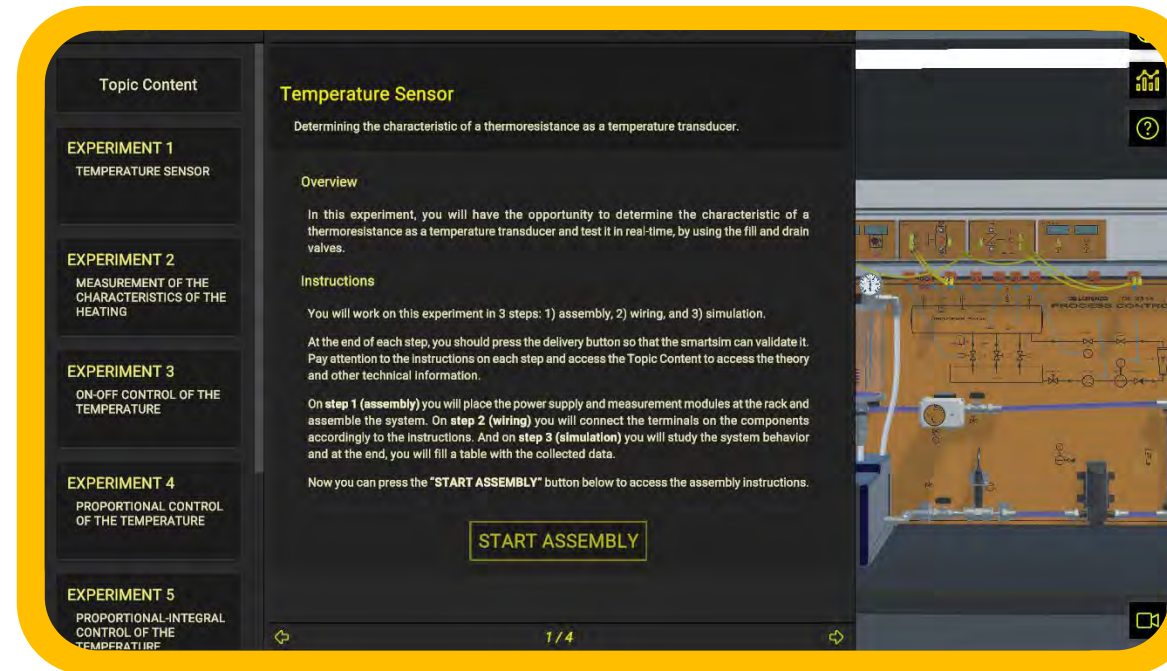 Topic Content
EXPERIMENT 1
TEMPERATURE SENSOR
EXPERIMENT 2
MEASUREMENT OF THE
CHARACTERISTICS OF THE
HEATING
EXPERIMENT 3
ON-OFF CONTROL OF THE
TEMPERATURE
EXPERIMENT 4
PROPORTIONAL CONTROL
OF THE TEMPERATURE
EXPERIMENT 5
PROPORTIONAL-INTEGRAL
CONTROL OF THE
TEMPERATURE
Temperature Sensor
Determining the characteristic of a thermoresistance as a temperature transducer.
Overview
In this experiment, you will have the opportunity to determine the characteristic of a
thermoresistance as a temperature transducer and test it in real-time, by using the fill and drain
valves.
Instructions
You will work on this experiment in 3 steps: 1) assembly, 2) wiring, and 3) simulation.
At the end of each step, you should press the delivery button so that the smartsim can validate it.
Pay attention to the instructions on each step and access the Topic Content to access the theory
and other technical information.
On step 1 (assembly) you will place the power supply and measurement modules at the rack and
assemble the system. On step 2 (wiring) you will connect the terminals on the components
accordingly to the instructions. And on step 3 (simulation) you will study the system behavior
and at the end, you will fill a table with the collected data.
Now you can press the "START ASSEMBLY" button below to access the assembly instructions.
START ASSEMBLY
1 / 4
PROCESS CONTRO